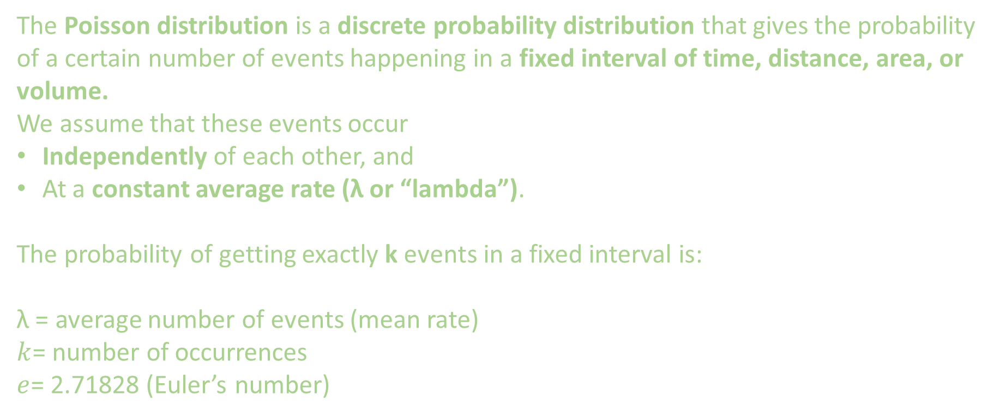 The Poisson distribution is a discrete probability distribution that gives the probability
of a certain number of events happening in a fixed interval of time, distance, area, or
volume.
We assume that these events occur
• Independently of each other, and
• At a constant average rate (λ or “lambda”).
The probability of getting exactly k events in a fixed interval is:
λ = average number of events (mean rate)
k= number of occurrences
e= 2.71828 (Euler’s number)